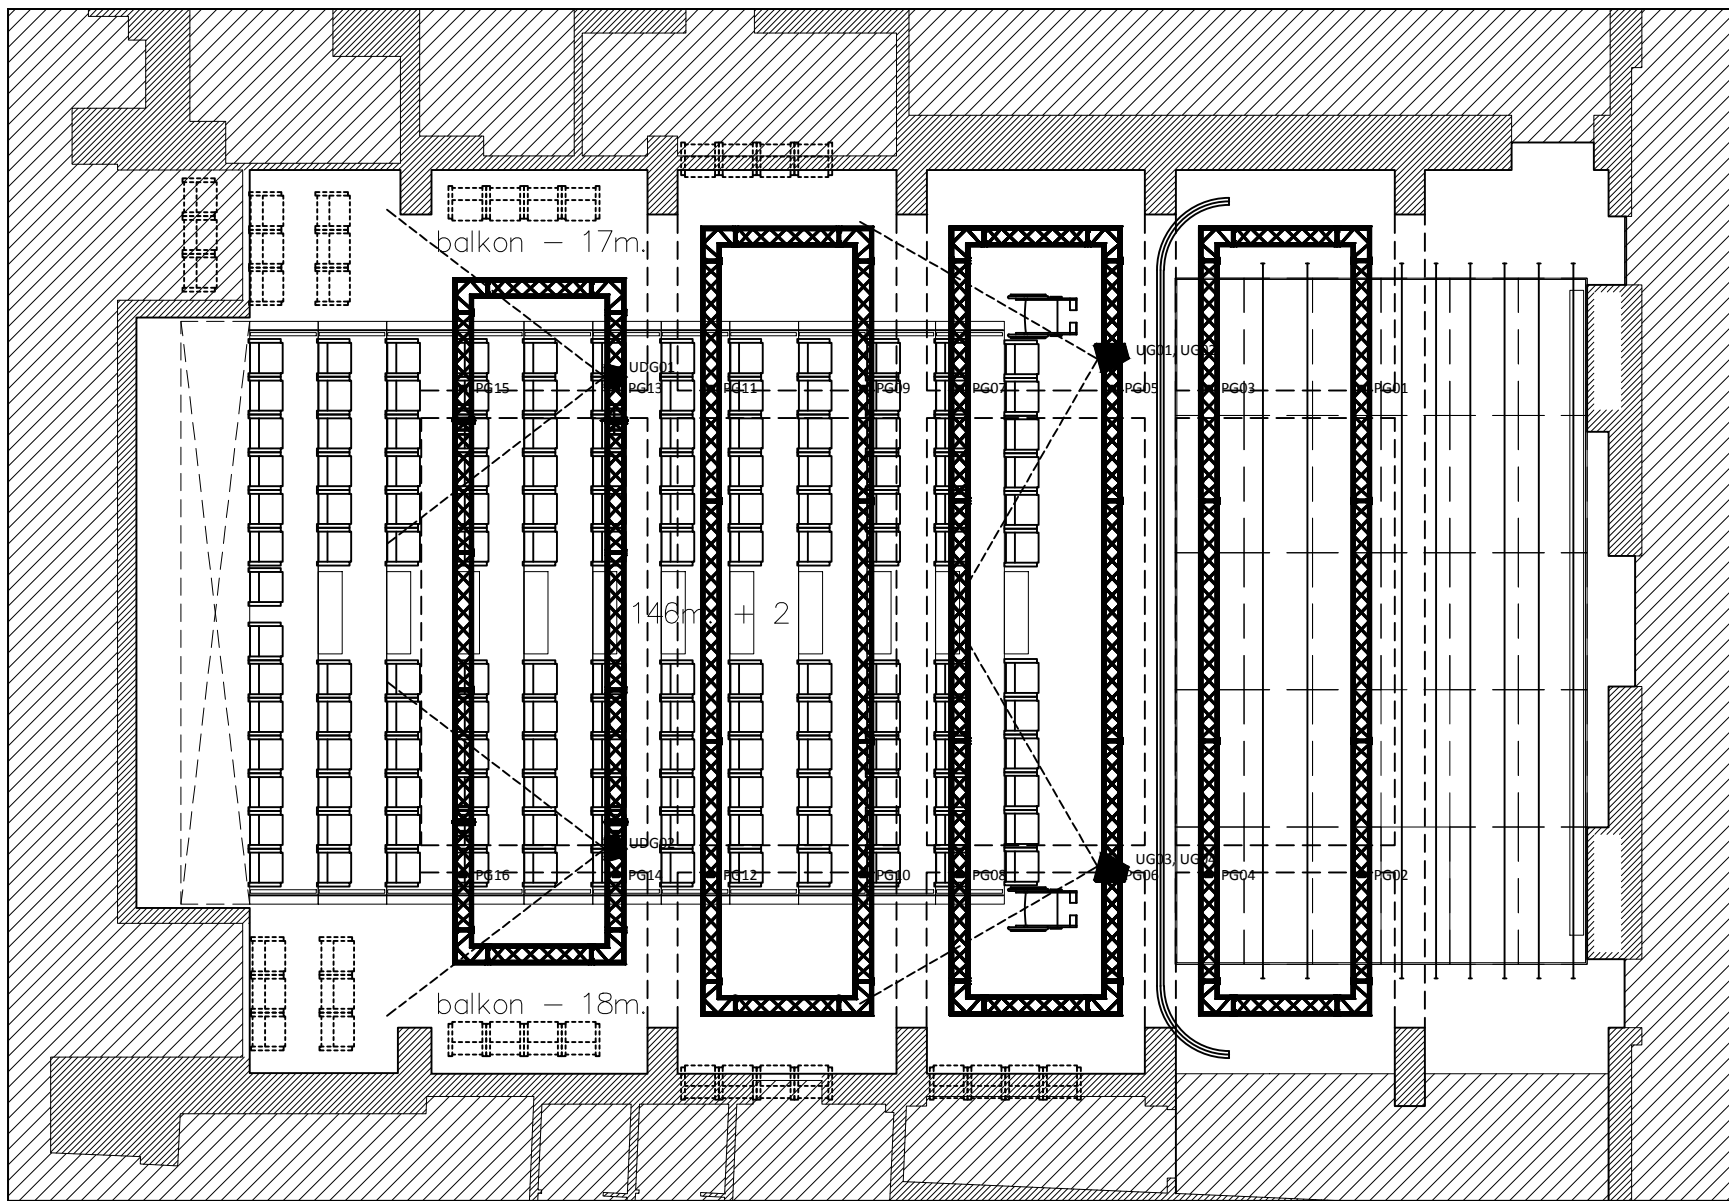 balkon - 17m.
UG01, UG02
UDG01
PG15
PG13
PG11
PG09
PG07
PG05
PG03
PG01
146m. + 2
UDG02
UG03, UG04
PG16
PG14
PG12
PG10
PG08
PG06
PG04
PG02
balkon - 18m.